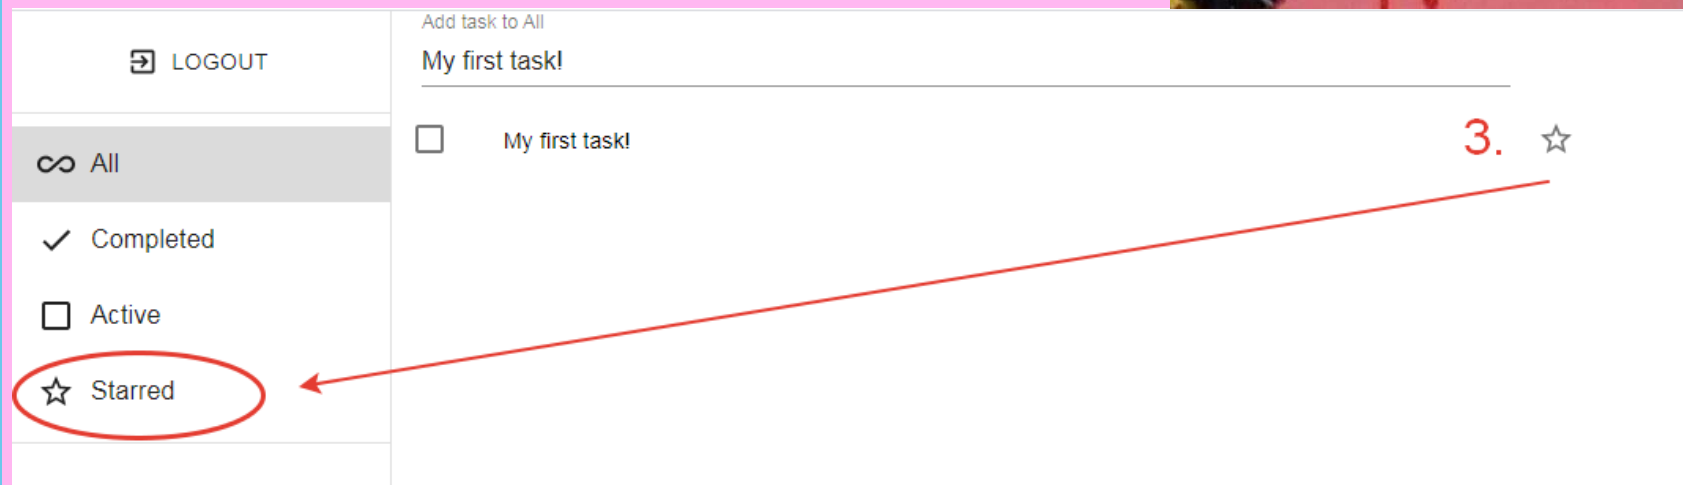 LOGOUT
All
Completed
Active
Starred
Add task to All
My first task!
My first task!
3.